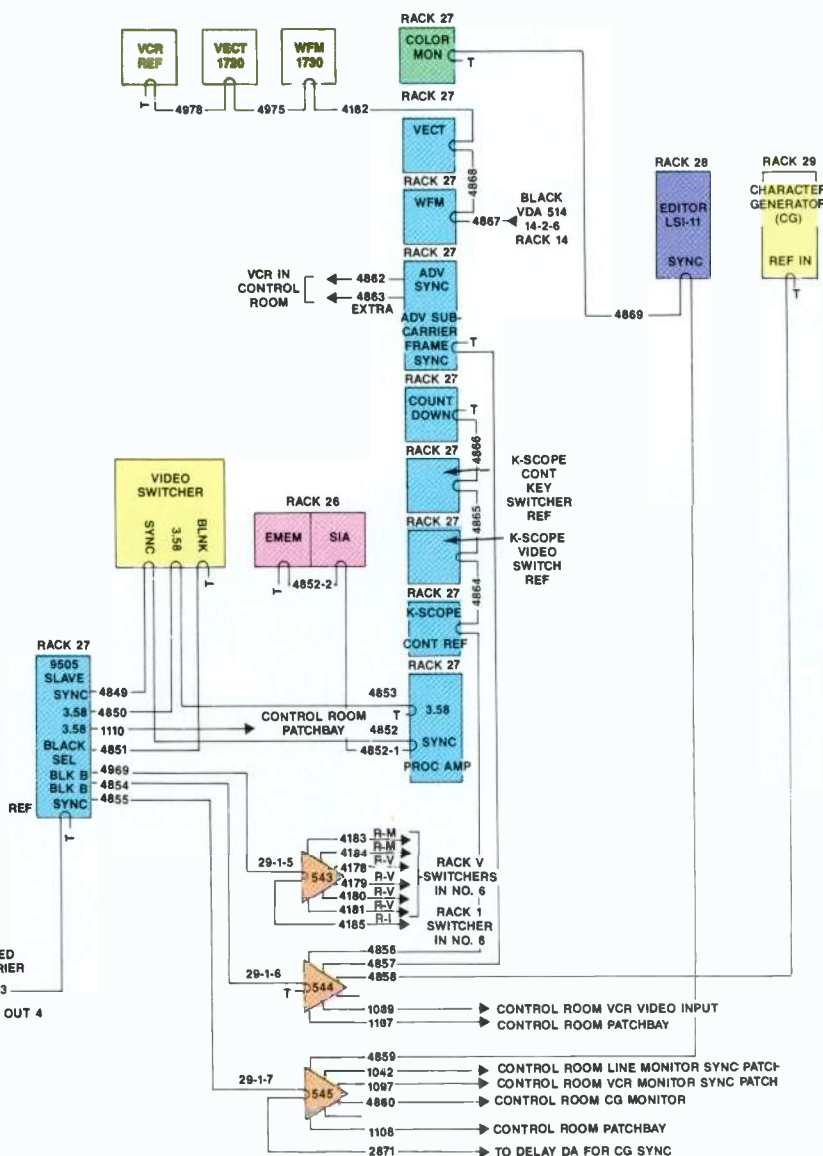 RACK 27
VCR
REF
VECT
1720
WFM
1730
COLOR
MON
T
RACK 27
T
4978
4975
4182
VECT
RACK 27
4868
WFM
4867
BLACK
VDA 514
14-2-6
RACK 14
RACK 28
EDITOR
LSI-11
SYNC
RACK 29
CHARACTER
GENERATOR
(CG)
REF IN
T
RACK 27
VCR IN
CONTROL
ROOM
4862
4863
EXTRA
ADV
SYNC
ADV SUB-
CARRIER
FRAME
SYNC
T
4869
RACK 27
COUNT
DOWN
T
4866
RACK 27
K-SCOPE
CONT
KEY
SWITCHER
REF
4865
RACK 27
K-SCOPE
VIDEO
SWITCH
REF
4864
RACK 27
K-SCOPE
CONT REF
VIDEO
SWITCHER
SYNC
3.58
BLNK
T
RACK 26
EMEM
SIA
T
4852-2
RACK 27
3.58
SYNC
PROC AMP
4853
T
4852
4852-1
RACK 27
9505
SLAVE
SYNC
3.58
3.58
BLACK
SEL
BLK B
BLK B
SYNC
REF
T
4849
4850
1110
CONTROL ROOM
PATCHBAY
4851
4969
4854
4855
29-1-5
543
4183 R-M
4184 R-M
4178 R-V
4179 R-V
4180 R-V
4181 R-V
4185 R-I
RACK V
SWITCHERS
IN NO. 6
RACK 1
SWITCHER
IN NO. 6
ED
RIER
3
OUT 4
29-1-6
T
544
4856
4857
4858
1089 CONTROL ROOM VCR VIDEO INPUT
1107 CONTROL ROOM PATCHBAY
29-1-7
545
4859
1042 CONTROL ROOM LINE MONITOR SYNC PATCH
1097 CONTROL ROOM VCR MONITOR SYNC PATCH
4860 CONTROL ROOM CG MONITOR
1108 CONTROL ROOM PATCHBAY
2871 TO DELAY DA FOR CG SYNC